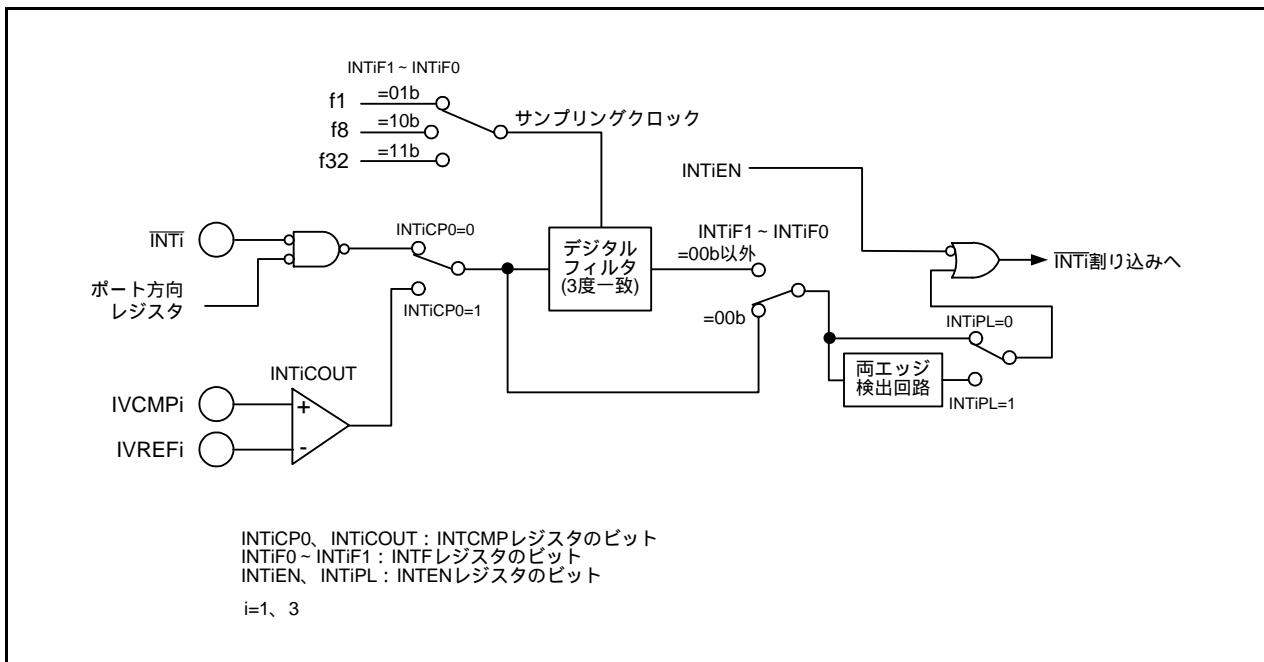 INTiF1~INTiF0
f1
=01b
f8
=10b
f32
=11b
サンプリングクロック
INTiEN
INTi
INTiCP0=0
デジタル
フィルタ
(3度一致)
INTiF1~INTiF0
=00b以外
INTi割り込みへ
ポート方向
レジスタ
INTiCP0=1
=00b
INTiPL=0
両エッジ
検出回路
INTiPL=1
INTiCOUT
IVCMPi
+
IVREFi
-
INTiCP0、INTiCOUT:INTCMPレジスタのビット
INTiF0~INTiF1:INTFレジスタのビット
INTiEN、INTiPL:INTENレジスタのビット
i=1、3